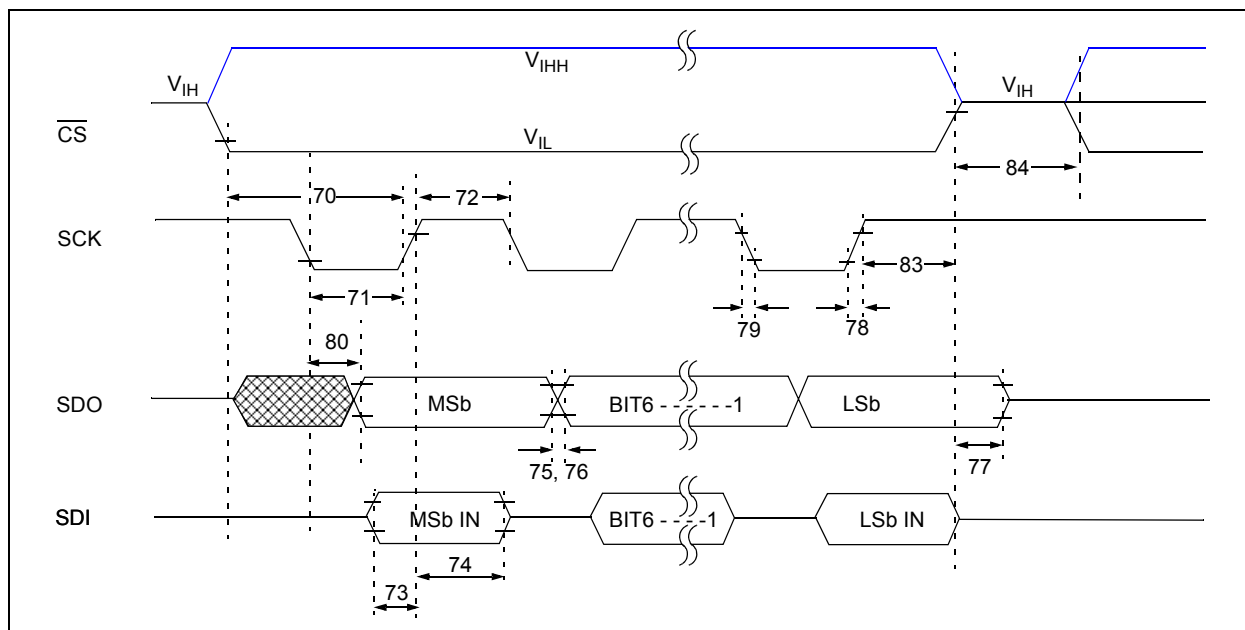 VIHH
VIH
VIH
CS
VIL
84
70
72
SCK
83
71
79
78
80
SDO
MSb
BIT6 - - - - - -1
LSb
75, 76
77
SDI
MSb IN
BIT6 - - - - -1
LSb IN
74
73